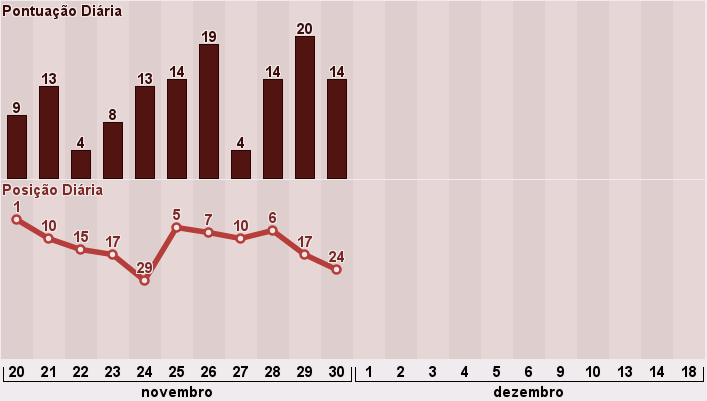 Pontuação Diária
9 13 4 8 13 14 19 4 14 20 14
Posição Diária
1 10 15 17 29 5 7 10 6 17 24
20 21 22 23 24 25 26 27 28 29 30 1 2 3 4 5 6 9 10 13 14 18
novembro dezembro